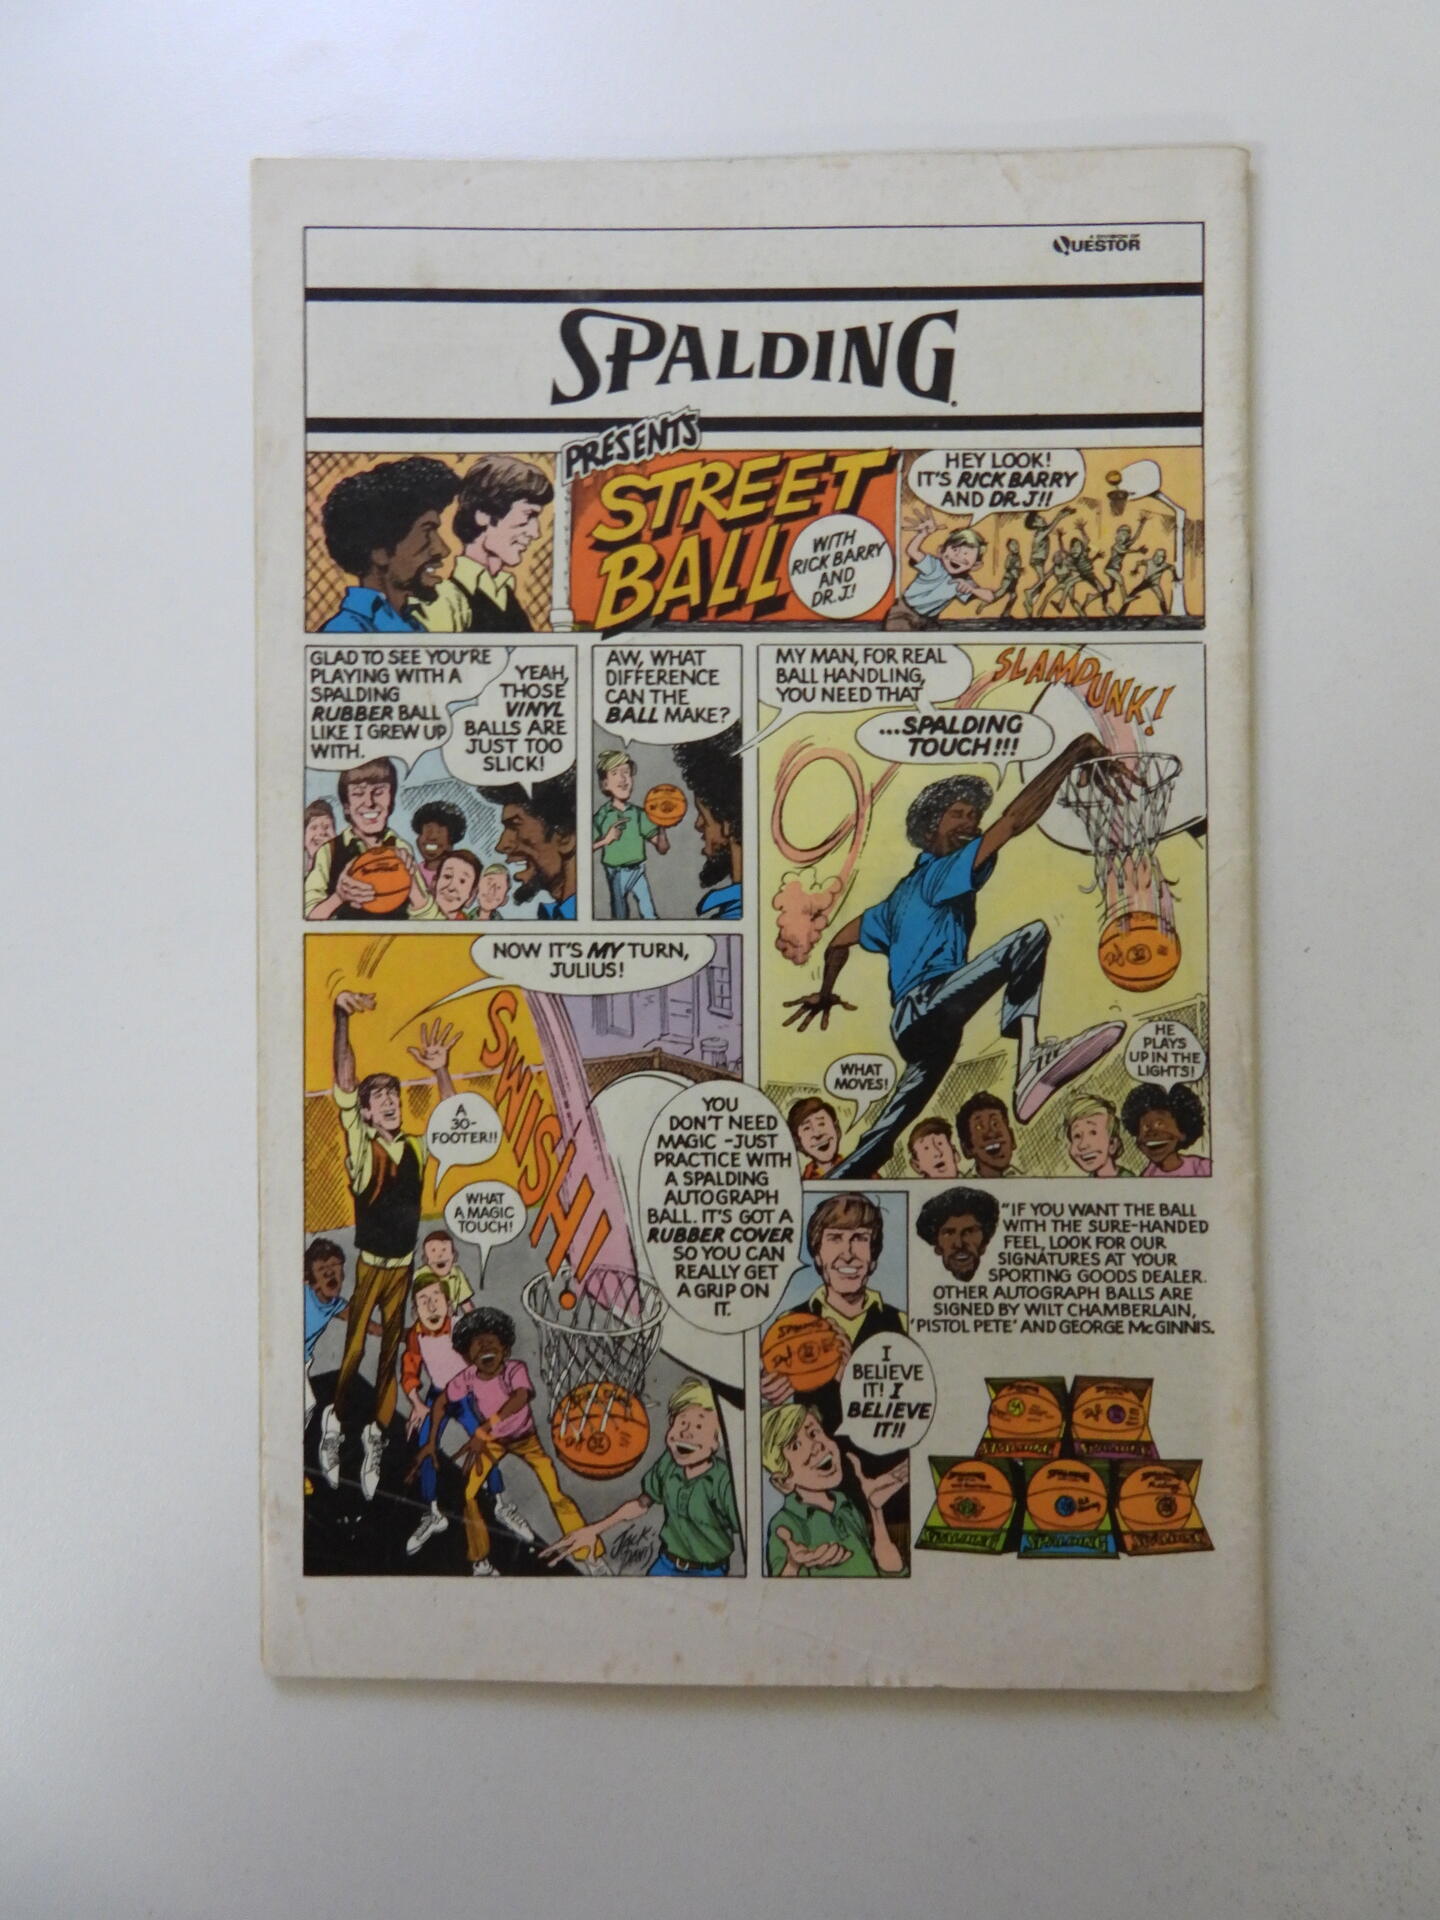 A DIVISION OF
QUESTOR
SPALDING
PRESENTS
STREET
BALL
WITH
RICK BARRY
AND
DR. J.!
HEY LOOK!
IT'S RICK BARRY
AND DR. J!!
GLAD TO SEE YOU'RE
PLAYING WITH A
SPALDING
RUBBER BALL
LIKE I GREW UP
WITH.
YEAH,
THOSE
VINYL
BALLS ARE
JUST TOO
SLICK!
AW, WHAT
DIFFERENCE
CAN THE
BALL MAKE?
MY MAN, FOR REAL
BALL HANDLING,
YOU NEED THAT
...SPALDING
TOUCH!!!
SLAMDUNK!
WHAT
MOVES!
HE
PLAYS
UP IN THE
LIGHTS!
NOW IT'S MY TURN,
JULIUS!
SWISH!
A
30-
FOOTER!!
WHAT
A MAGIC
TOUCH!
JACK
DAVIS
YOU
DON'T NEED
MAGIC -JUST
PRACTICE WITH
A SPALDING
AUTOGRAPH
BALL. IT'S GOT A
RUBBER COVER
SO YOU CAN
REALLY GET
A GRIP ON
IT.
SPALDING
I
BELIEVE
IT! I
BELIEVE
IT!!
"IF YOU WANT THE BALL
WITH THE SURE-HANDED
FEEL, LOOK FOR OUR
SIGNATURES AT YOUR
SPORTING GOODS DEALER.
OTHER AUTOGRAPH BALLS ARE
SIGNED BY WILT CHAMBERLAIN,
'PISTOL PETE' AND GEORGE McGINNIS.
SPALDING
SPALDING
SPALDING
SPALDING
SPALDING